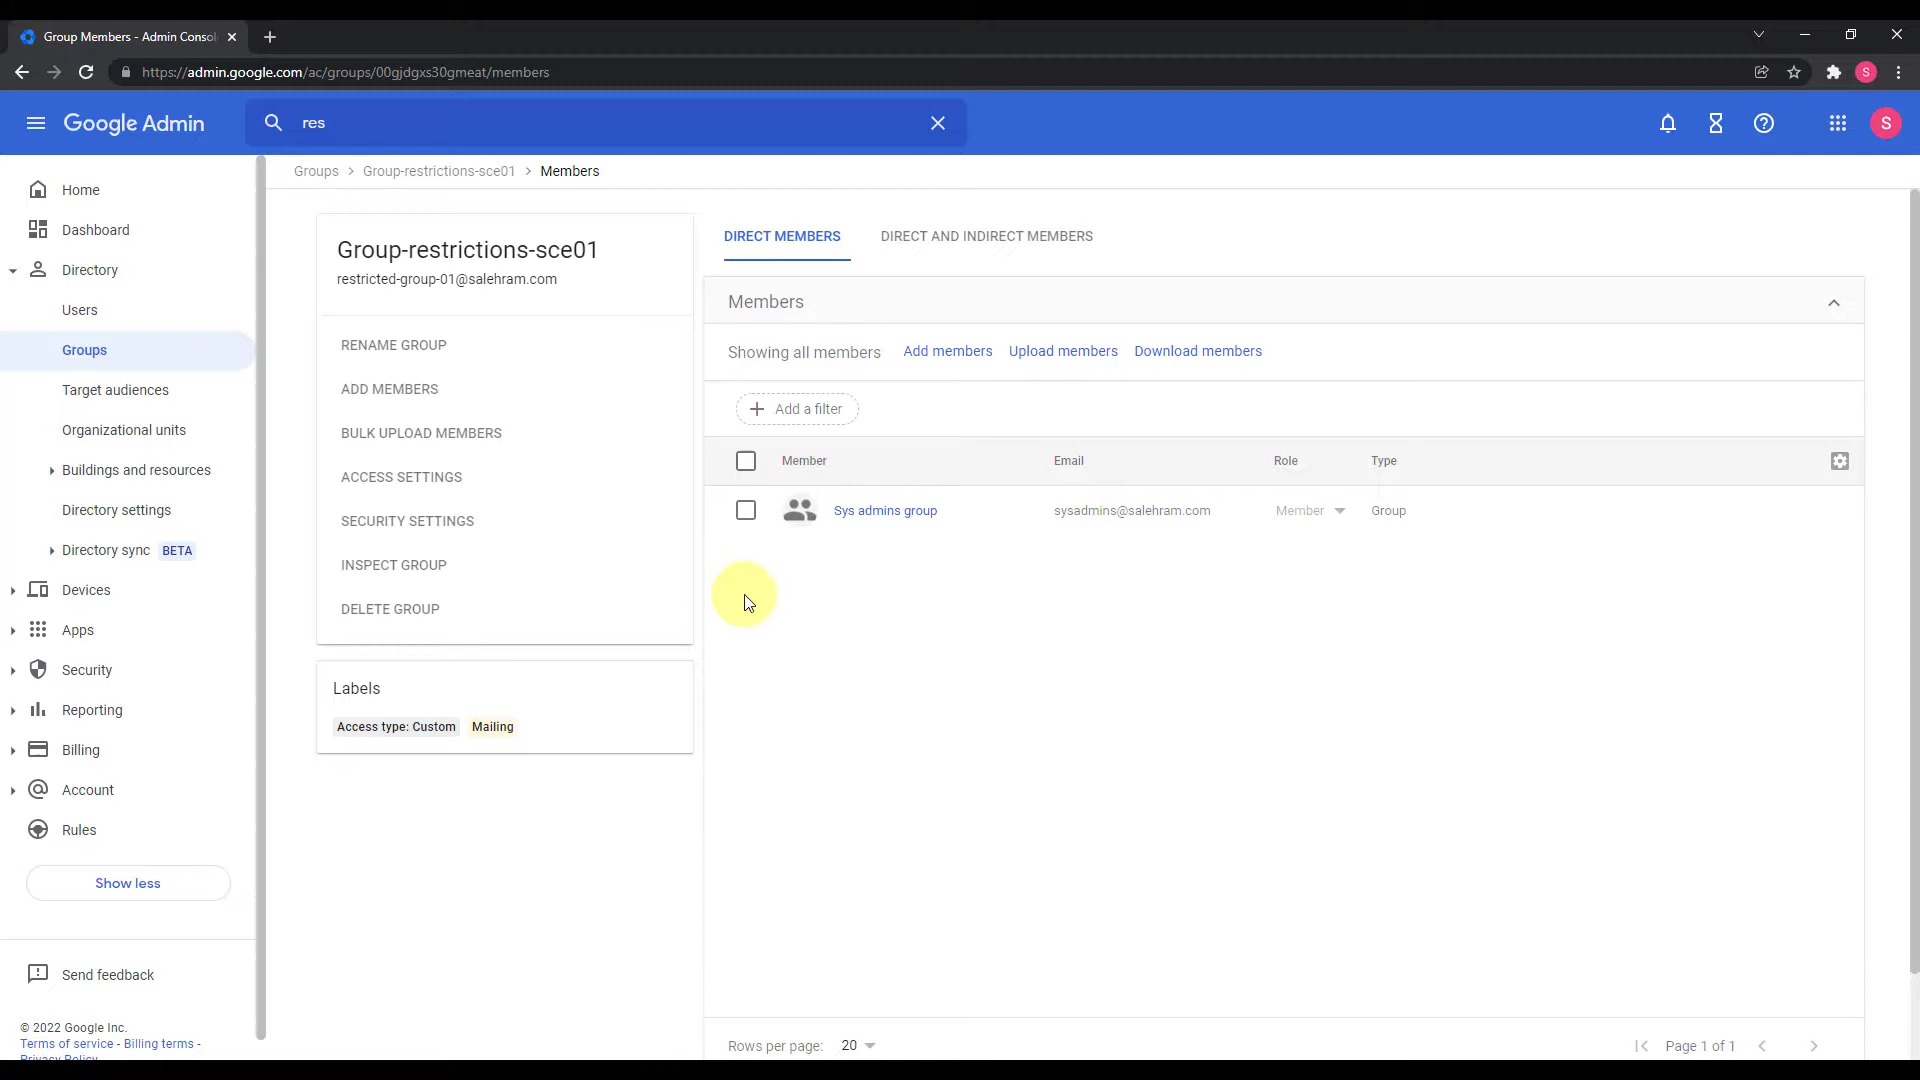 Group Members - Admin Consol
https://admin.google.com/ac/groups/00gjdgxs30gmeat/members
S
Google Admin
res
S
Home
Dashboard
Directory
Users
Groups
Target audiences
Organizational units
Buildings and resources
Directory settings
Directory sync BETA
Devices
Apps
Security
Reporting
Billing
Account
Rules
Show less
Send feedback
© 2022 Google Inc.
Terms of service - Billing terms -
Privacy Policy
Groups > Group-restrictions-sce01 > Members
Group-restrictions-sce01
restricted-group-01@salehram.com
RENAME GROUP
ADD MEMBERS
BULK UPLOAD MEMBERS
ACCESS SETTINGS
SECURITY SETTINGS
INSPECT GROUP
DELETE GROUP
Labels
Access type: Custom Mailing
DIRECT MEMBERS DIRECT AND INDIRECT MEMBERS
Members
Showing all members Add members Upload members Download members
Add a filter
Member Email Role Type
Sys admins group sysadmins@salehram.com Member Group
Rows per page: 20 Page 1 of 1